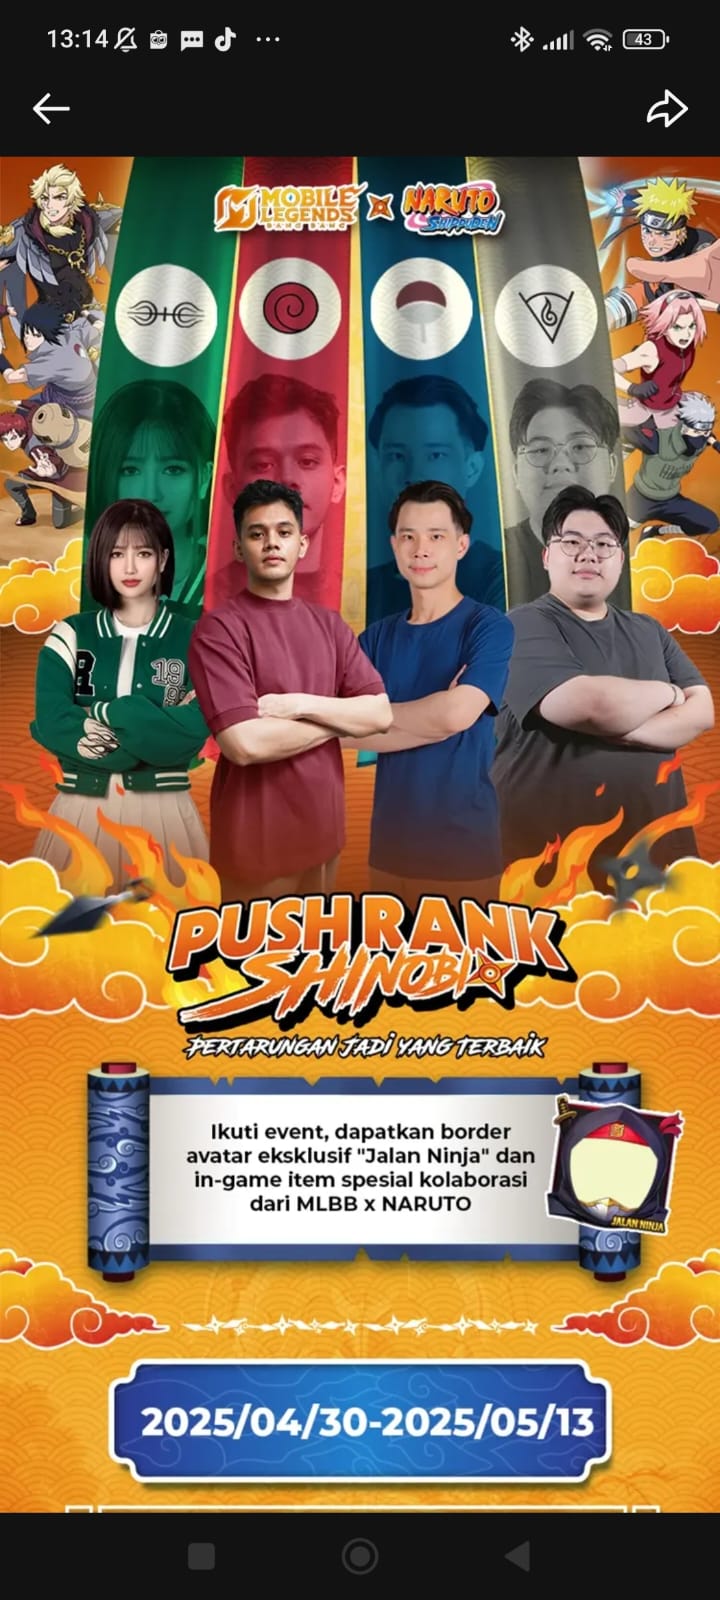 13:14
43
MOBILE
LEGENDS
BANG BANG
NARUTO
SHIPPUDEN
R
PUSH RANK
SHINOBI
PERTARUNGAN JADI YANG TERBAIK
Ikuti event, dapatkan border
avatar eksklusif "Jalan Ninja" dan
in-game item spesial kolaborasi
dari MLBB x NARUTO
JALAN NINJA
2025/04/30-2025/05/13